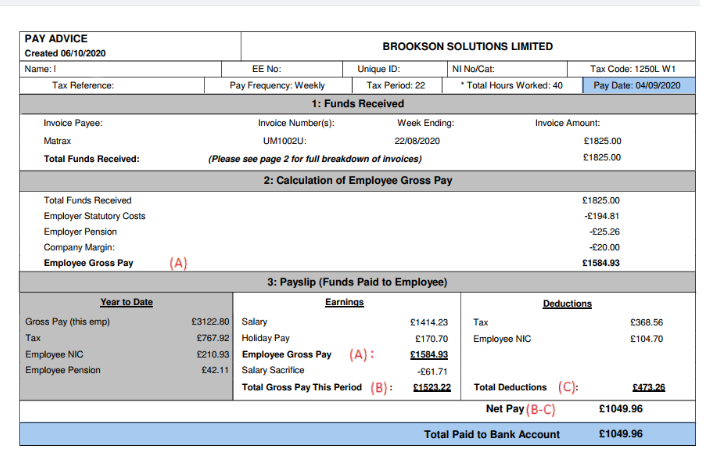 PAY ADVICE
Created 06/10/2020
BROOKSON SOLUTIONS LIMITED
Name: I EE No: Unique ID: NI No/Cat: Tax Code: 1250L W1
Tax Reference: Pay Frequency: Weekly Tax Period: 22 * Total Hours Worked: 40 Pay Date: 04/09/2020
1: Funds Received
Invoice Payee: Invoice Number(s): Week Ending: Invoice Amount:
Matrax UM1002U: 22/08/2020 £1825.00
Total Funds Received: (Please see page 2 for full breakdown of invoices) £1825.00
2: Calculation of Employee Gross Pay
Total Funds Received £1825.00
Employer Statutory Costs -£194.81
Employer Pension -£25.26
Company Margin: -£20.00
Employee Gross Pay (A) £1584.93
3: Payslip (Funds Paid to Employee)
Year to Date Earnings Deductions
Gross Pay (this emp) £3122.80 Salary £1414.23 Tax £368.56
Tax £767.92 Holiday Pay £170.70 Employee NIC £104.70
Employee NIC £210.93 Employee Gross Pay (A): £1584.93
Employee Pension £42.11 Salary Sacrifice -£61.71
Total Gross Pay This Period (B): £1523.22 Total Deductions (C): £473.26
Net Pay (B-C) £1049.96
Total Paid to Bank Account £1049.96